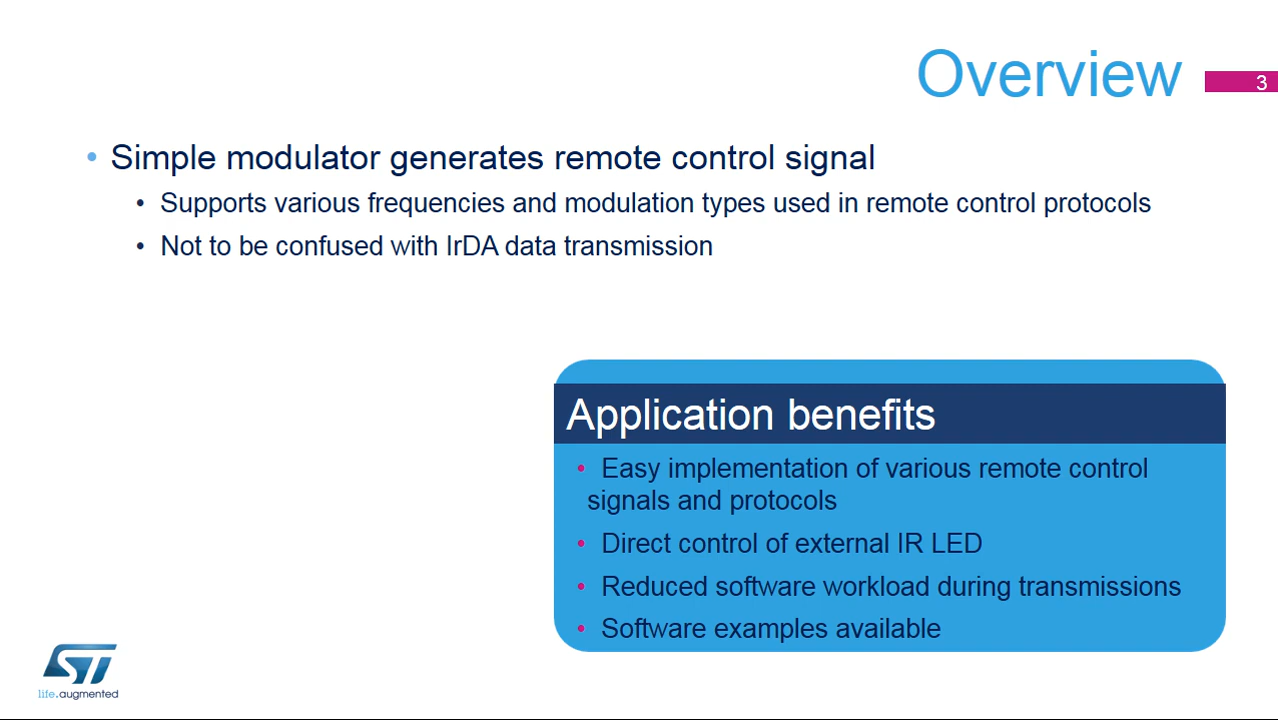 Overview
3
• Simple modulator generates remote control signal
• Supports various frequencies and modulation types used in remote control protocols
• Not to be confused with IrDA data transmission
Application benefits
• Easy implementation of various remote control
signals and protocols
• Direct control of external IR LED
• Reduced software workload during transmissions
• Software examples available
ST
life.augmented